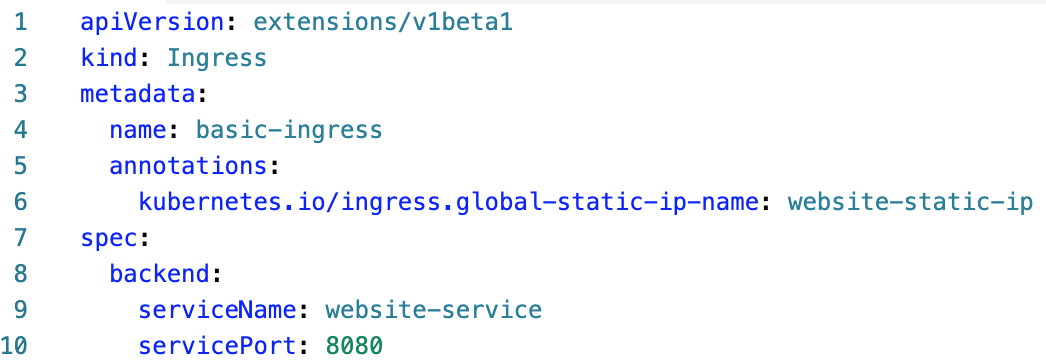 1 apiVersion: extensions/v1beta1
2 kind: Ingress
3 metadata:
4   name: basic-ingress
5   annotations:
6     kubernetes.io/ingress.global-static-ip-name: website-static-ip
7 spec:
8   backend:
9     serviceName: website-service
10     servicePort: 8080